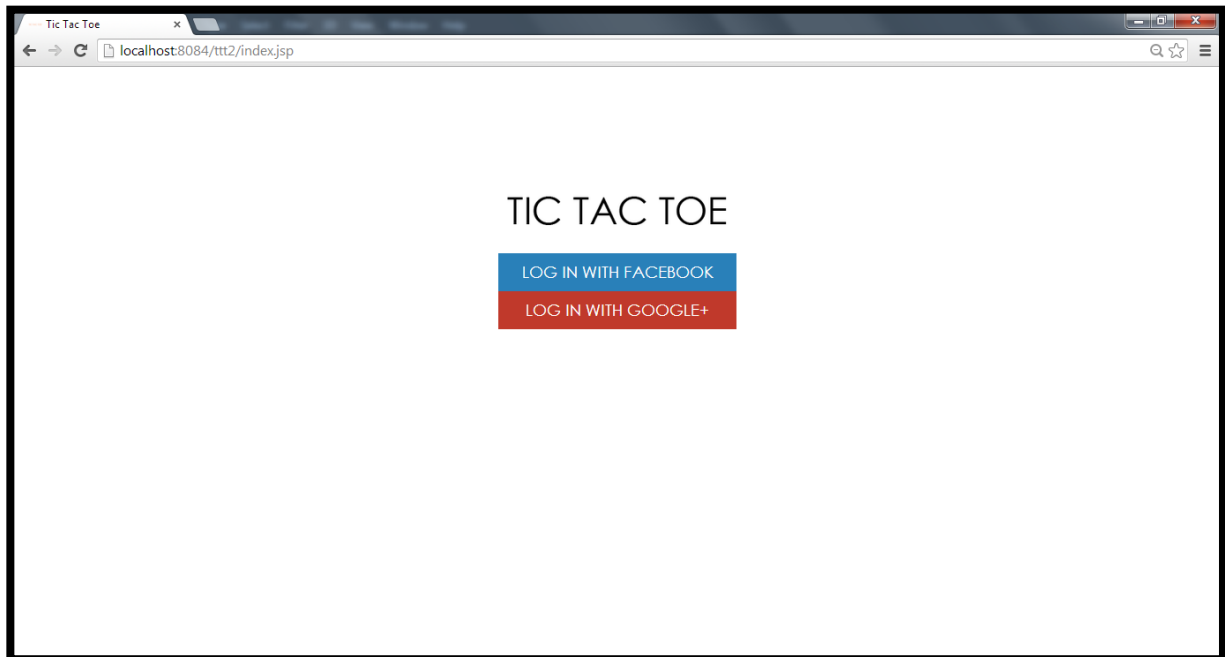 Tic Tac Toe
localhost:8084/ttt2/index.jsp
TIC TAC TOE
LOG IN WITH FACEBOOK
LOG IN WITH GOOGLE+